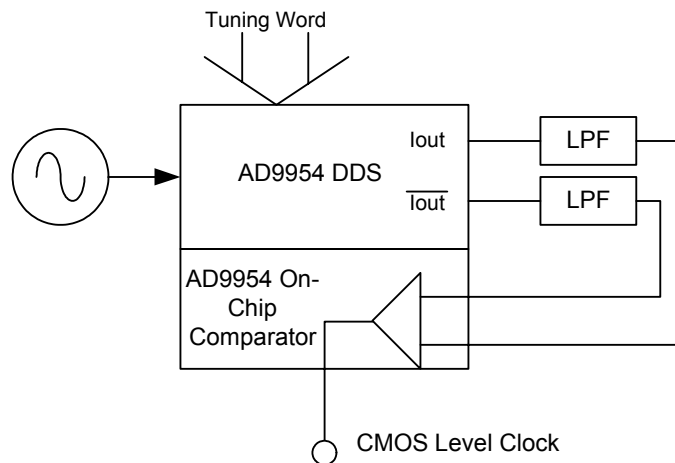 Tuning Word
Iout
LPF
AD9954 DDS
Iout
LPF
AD9954 On-
Chip
Comparator
CMOS Level Clock